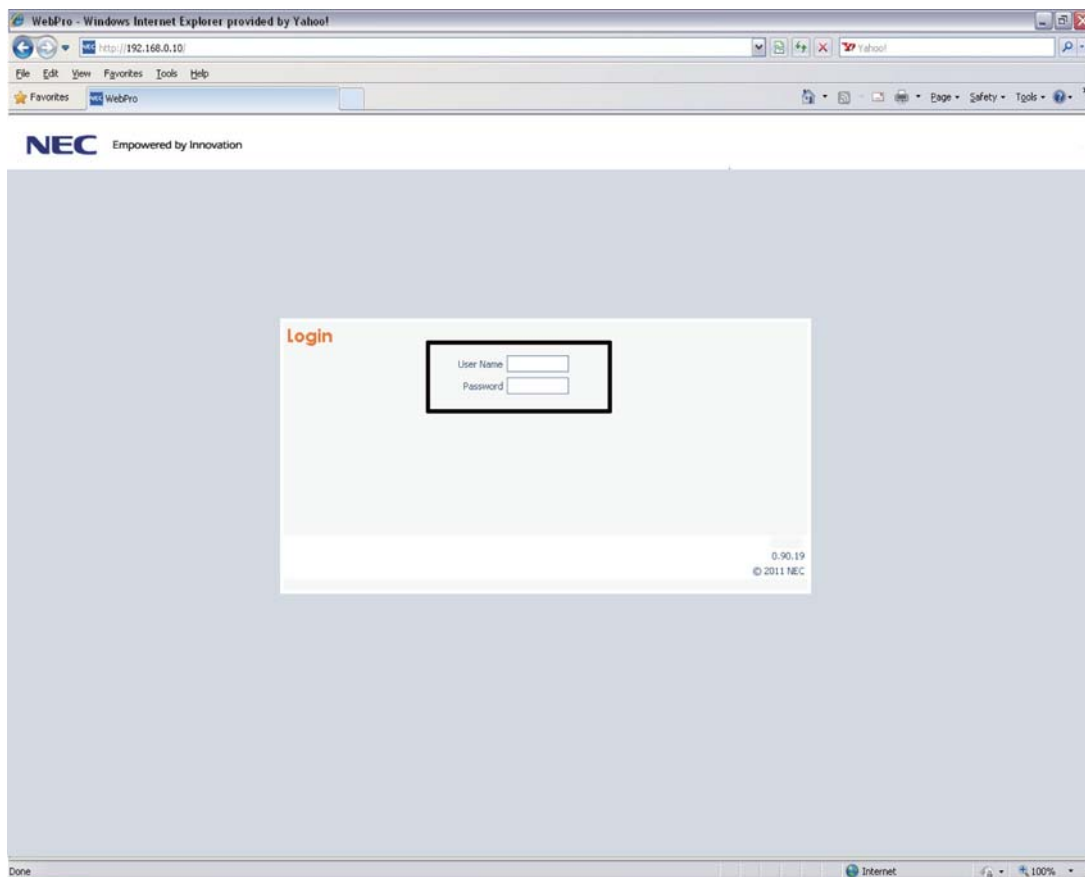 WebPro - Windows Internet Explorer provided by Yahoo!
NEC http://192.168.0.10/ Yahoo!
File Edit View Favorites Tools Help
Favorites NEC WebPro Page Safety Tools
NEC Empowered by Innovation
Login
User Name
Password
0.90.19
© 2011 NEC
Done Internet 100%